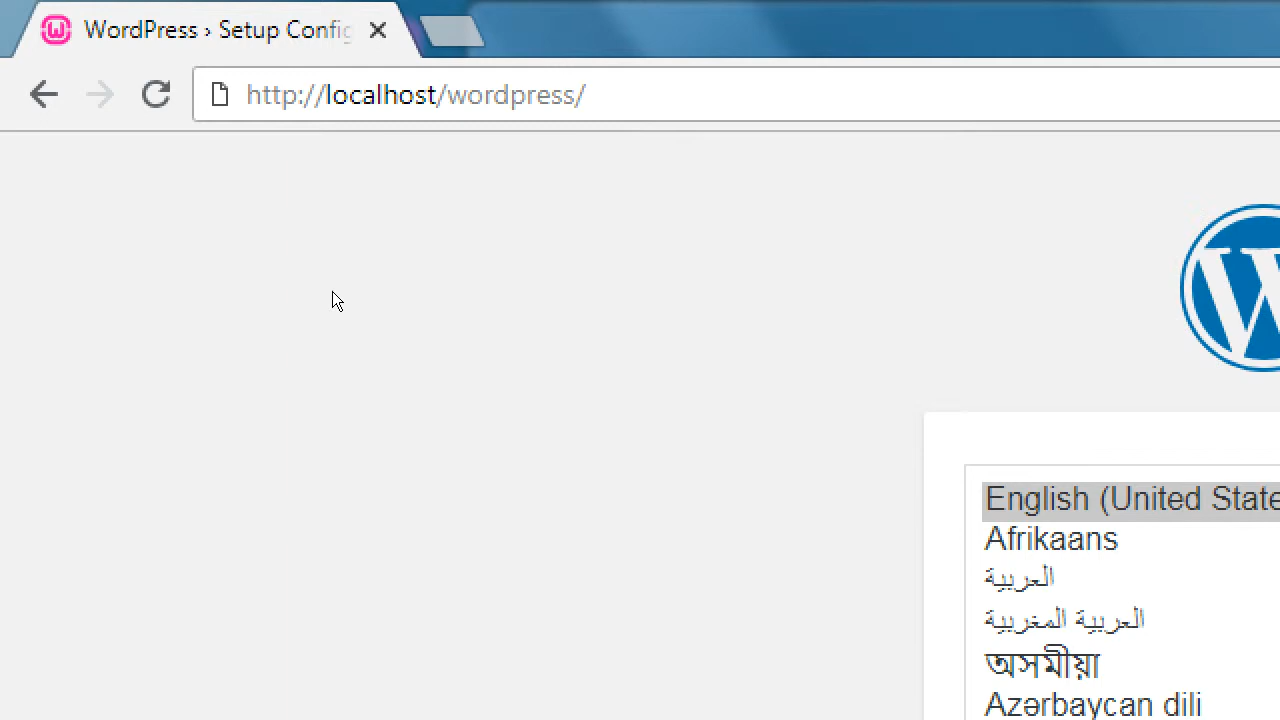 WordPress › Setup Config
http://localhost/wordpress/
English (United State
Afrikaans
العربية
العربية المغربية
অসমীয়া
Azərbaycan dili